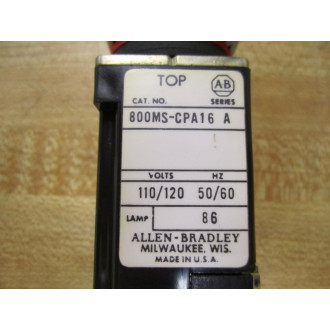 TOP
AB
CAT. NO. SERIES
800MS-CPA16 A
VOLTS HZ
110/120 50/60
LAMP 86
ALLEN-BRADLEY
MILWAUKEE, WIS.
MADE IN U.S.A.